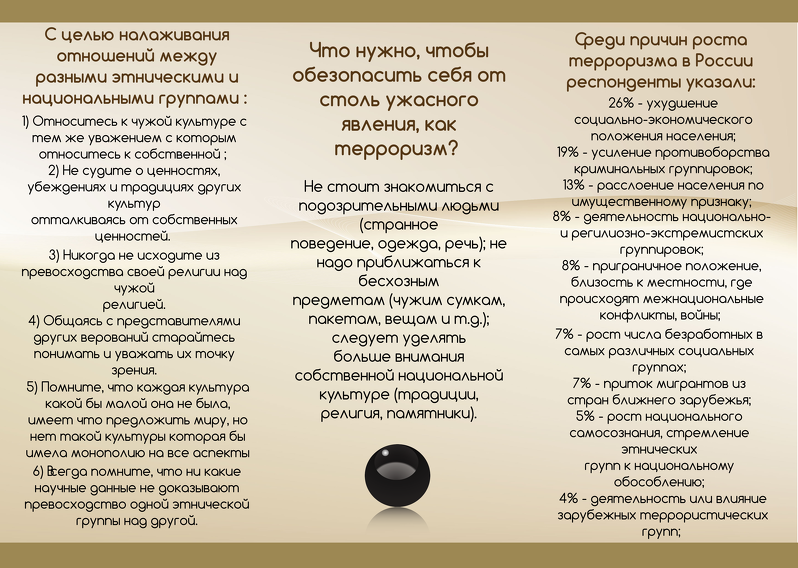 С целью налаживания
отношений между
разными этническими и
национальными группами :
1) Относитесь к чужой культуре с
тем же уважением с которым
относитесь к собственной ;
2) Не судите о ценностях,
убеждениях и традициях других
культур
отталкиваясь от собственных
ценностей.
3) Никогда не исходите из
превосходства своей религии над
чужой
религией.
4) Общаясь с представителями
других верований старайтесь
понимать и уважать их точку
зрения.
5) Помните, что каждая культура
какой бы малой она не была,
имеет что предложить миру, но
нет такой культуры которая бы
имела монополию на все аспекты
6) Всегда помните, что ни какие
научные данные не доказывают
превосходство одной этнической
группы над другой.
Что нужно, чтобы
обезопасить себя от
столь ужасного
явления, как
терроризм?
Не стоит знакомиться с
подозрительными людьми
(странное
поведение, одежда, речь); не
надо приближаться к
бесхозным
предметам (чужим сумкам,
пакетам, вещам и т.д.);
следует уделять
больше внимания
собственной национальной
культуре (традиции,
религия, памятники).
Среди причин роста
терроризма в России
респонденты указали:
26% - ухудшение
социально-экономического
положения населения;
19% - усиление противоборства
криминальных группировок;
13% - расслоение населения по
имущественному признаку;
8% - деятельность национально-
и религиозно-экстремистских
группировок;
8% - приграничное положение,
близость к местности, где
происходят межнациональные
конфликты, войны;
7% - рост числа безработных в
самых различных социальных
группах;
7% - приток мигрантов из
стран ближнего зарубежья;
5% - рост национального
самосознания, стремление
этнических
групп к национальному
обособлению;
4% - деятельность или влияние
зарубежных террористических
групп;